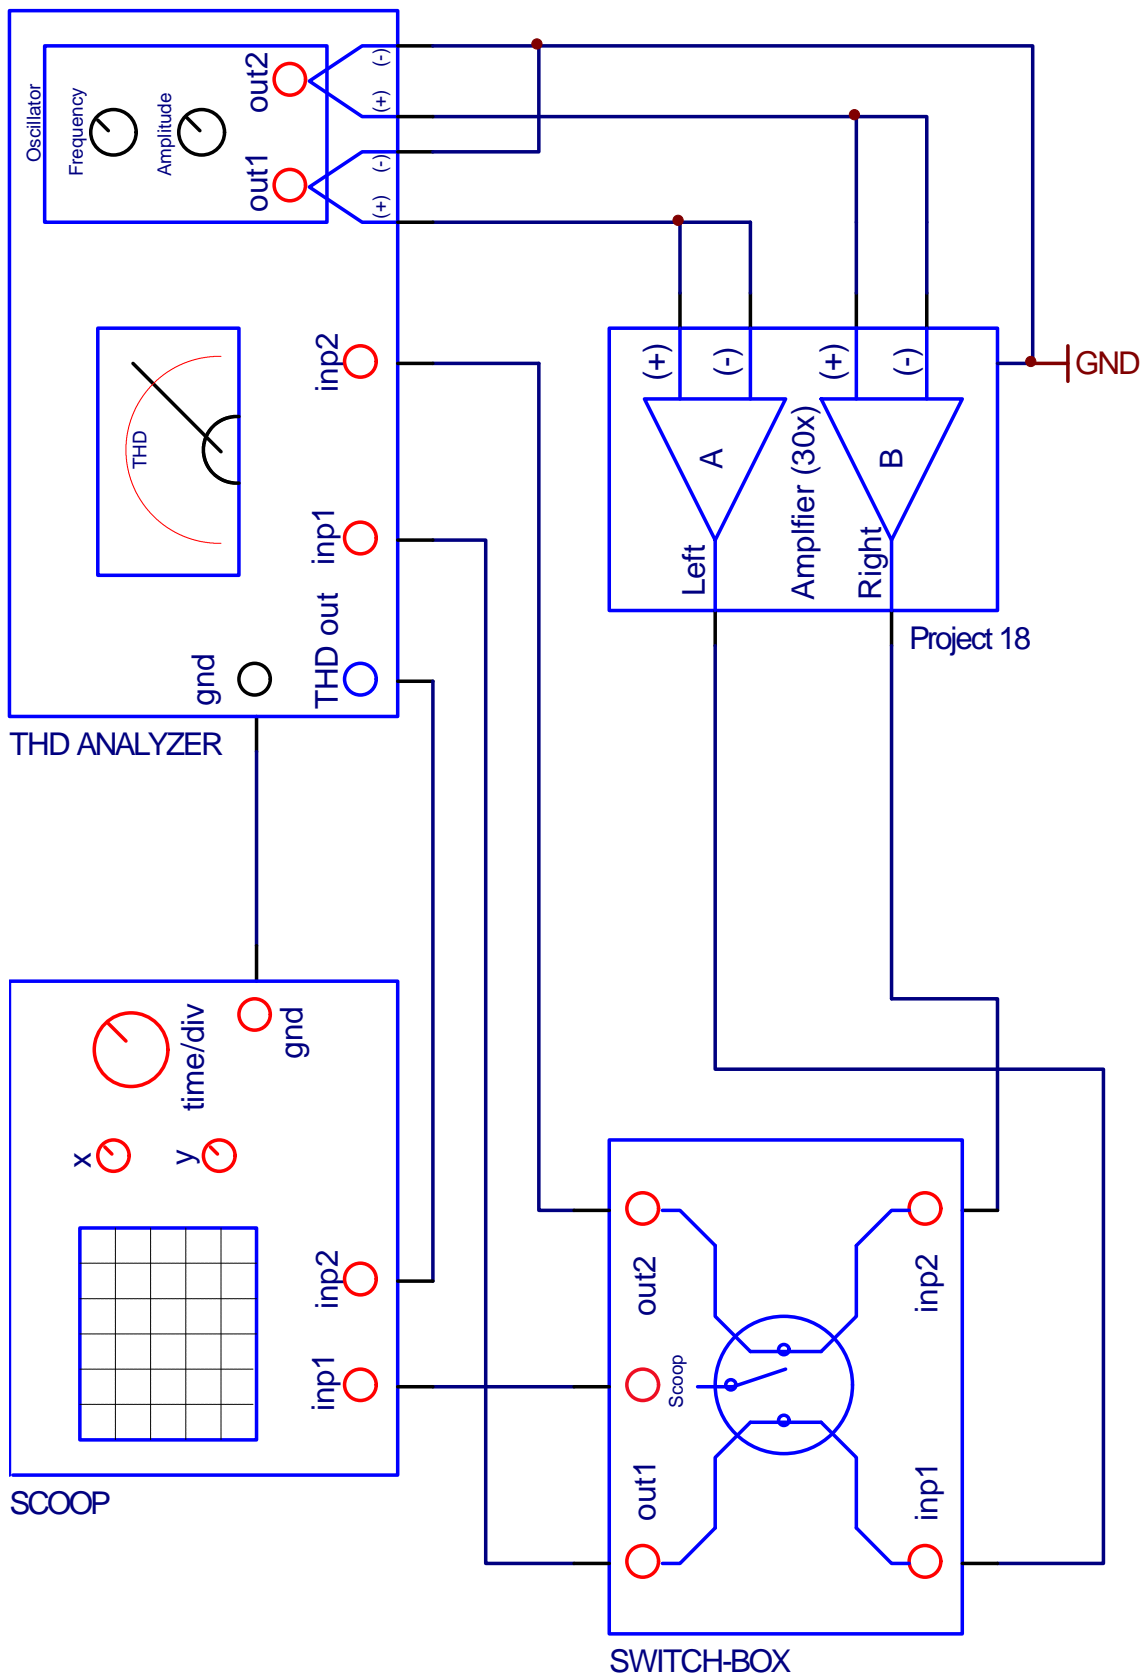 Oscillator
Frequency
Amplitude
out2
out1
(-)
(+)
(-)
(+)
THD
inp2
inp1
THD out
gnd
THD ANALYZER
(+)
(-)
(+)
(-)
A
B
Left
Amplfier (30x)
Right
GND
Project 18
time/div
gnd
x
y
inp2
inp1
SCOOP
out2
Scoop
out1
inp2
inp1
SWITCH-BOX